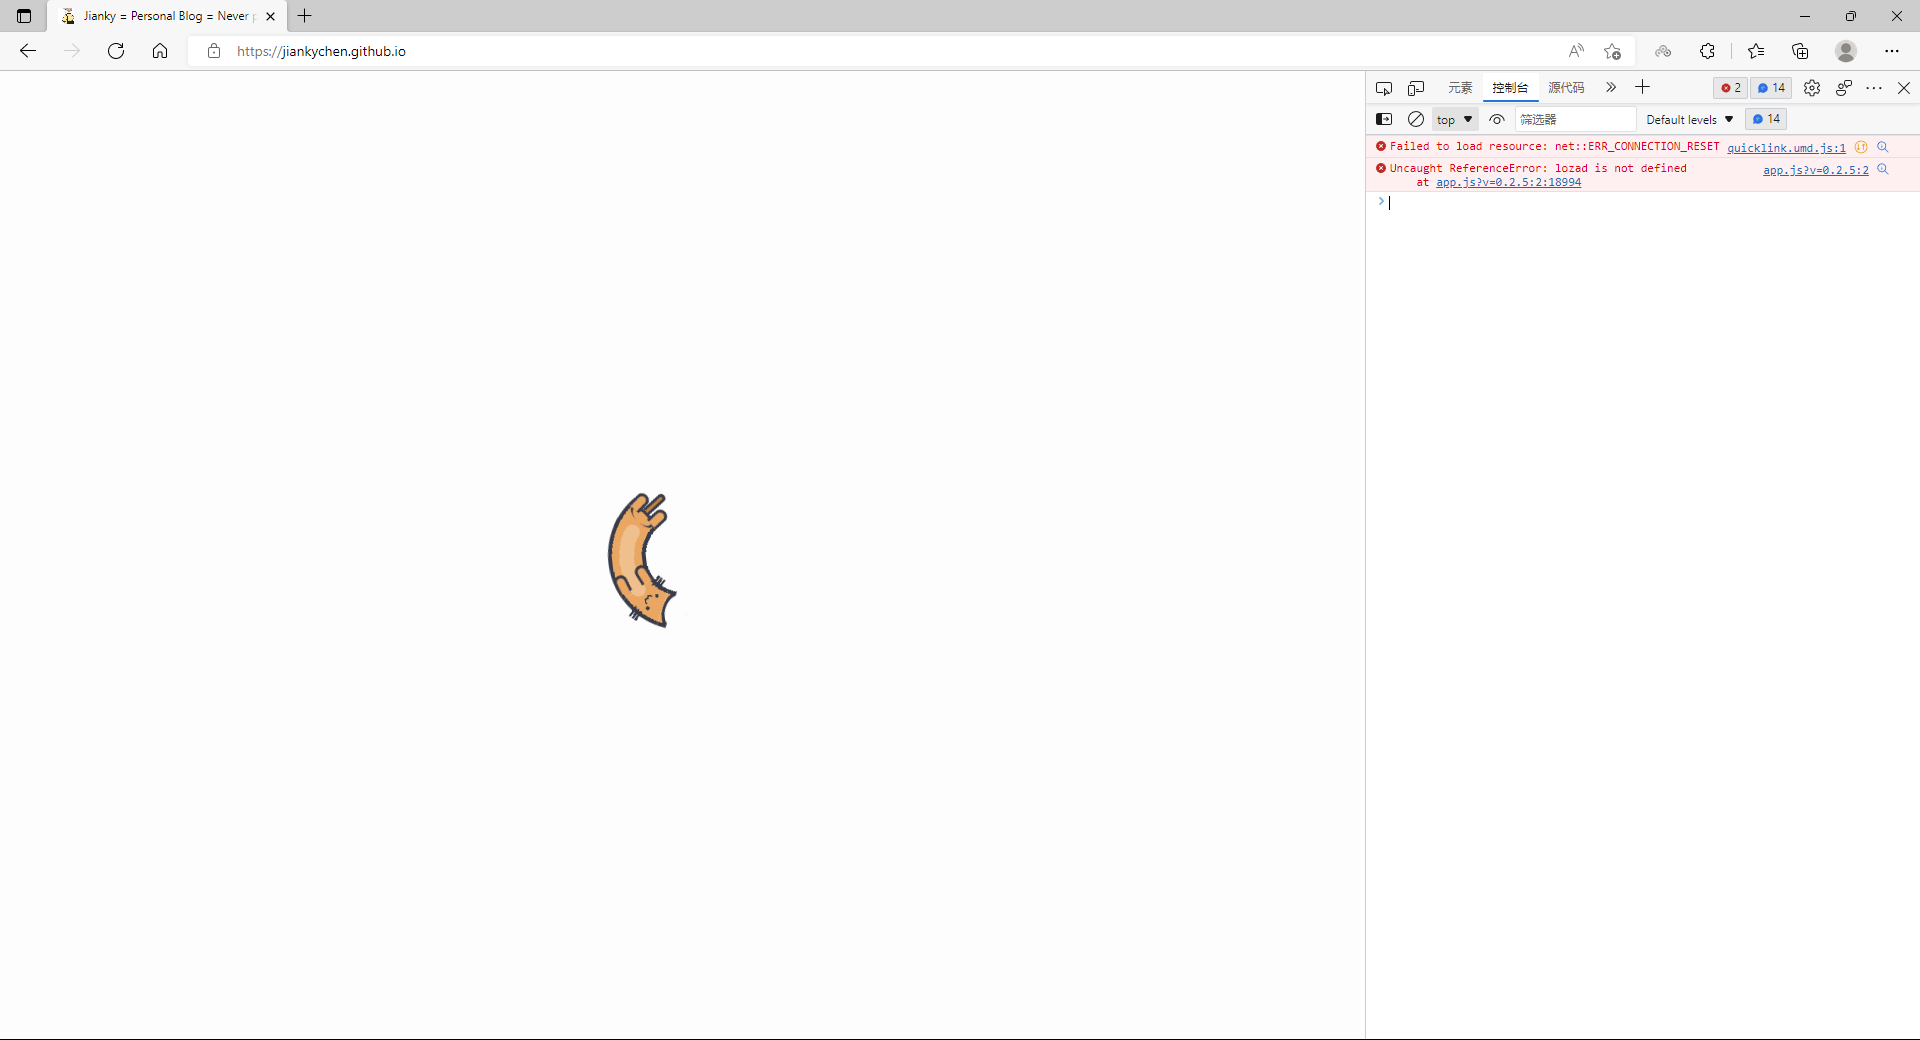 Jianky = Personal Blog = Never
https://jiankychen.github.io
元素 控制台 源代码 2 14
top 筛选器 Default levels 14
Failed to load resource: net::ERR_CONNECTION_RESET quicklink.umd.js:1
Uncaught ReferenceError: lozad is not defined app.js?v=0.2.5:2
at app.js?v=0.2.5:2:18994